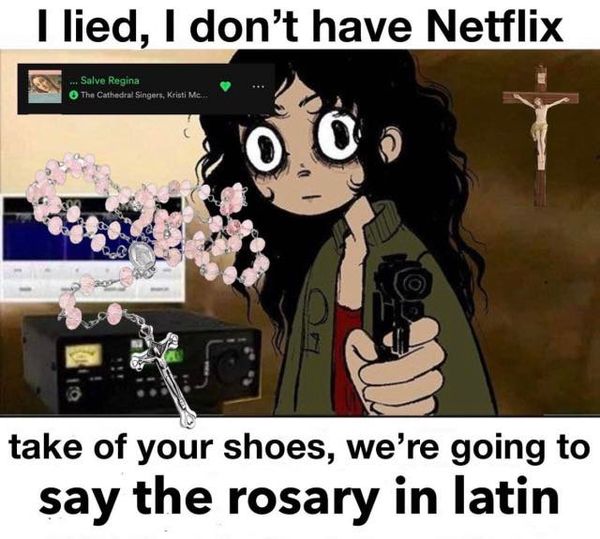 I lied, I don't have Netflix
... Salve Regina
The Cathedral Singers, Kristi Mc...
take of your shoes, we're going to
say the rosary in latin